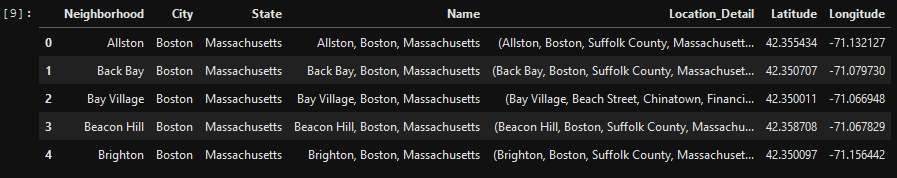 [9]: Neighborhood City State Name Location_Detail Latitude Longitude
0 Allston Boston Massachusetts Allston, Boston, Massachusetts (Allston, Boston, Suffolk County, Massachusett... 42.355434 -71.132127
1 Back Bay Boston Massachusetts Back Bay, Boston, Massachusetts (Back Bay, Boston, Suffolk County, Massachuset... 42.350707 -71.079730
2 Bay Village Boston Massachusetts Bay Village, Boston, Massachusetts (Bay Village, Beach Street, Chinatown, Financi... 42.350011 -71.066948
3 Beacon Hill Boston Massachusetts Beacon Hill, Boston, Massachusetts (Beacon Hill, Boston, Suffolk County, Massachu... 42.358708 -71.067829
4 Brighton Boston Massachusetts Brighton, Boston, Massachusetts (Brighton, Boston, Suffolk County, Massachuset... 42.350097 -71.156442